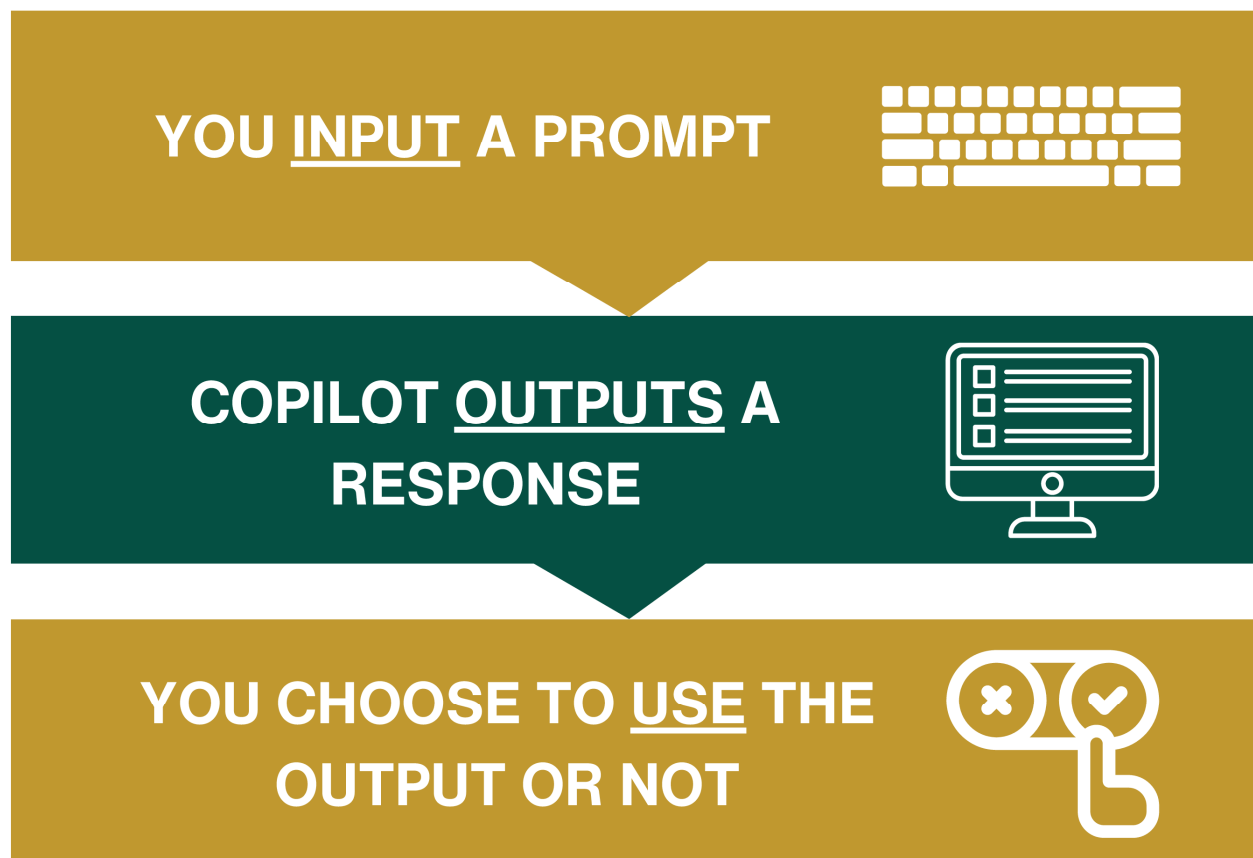 YOU INPUT A PROMPT
COPILOT OUTPUTS A
RESPONSE
YOU CHOOSE TO USE THE
OUTPUT OR NOT